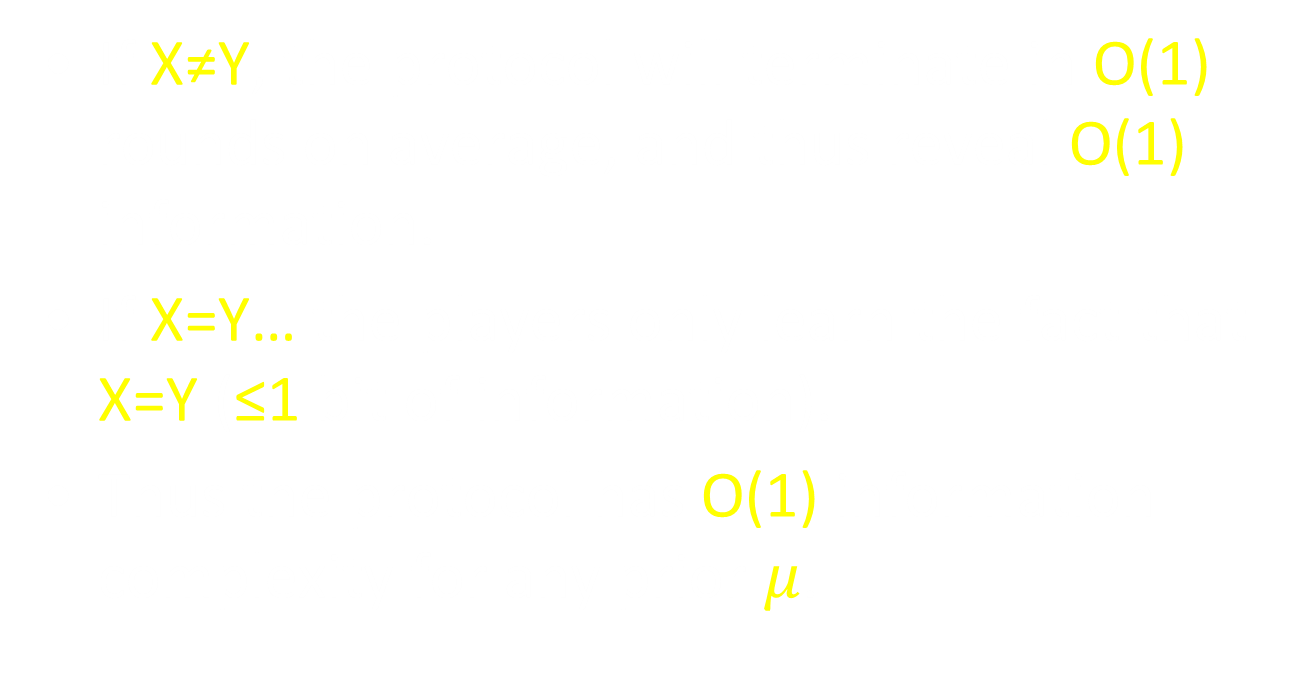 X≠Y O(1)
O(1)
X=Y...
X=Y ≤1
O(1)
μ